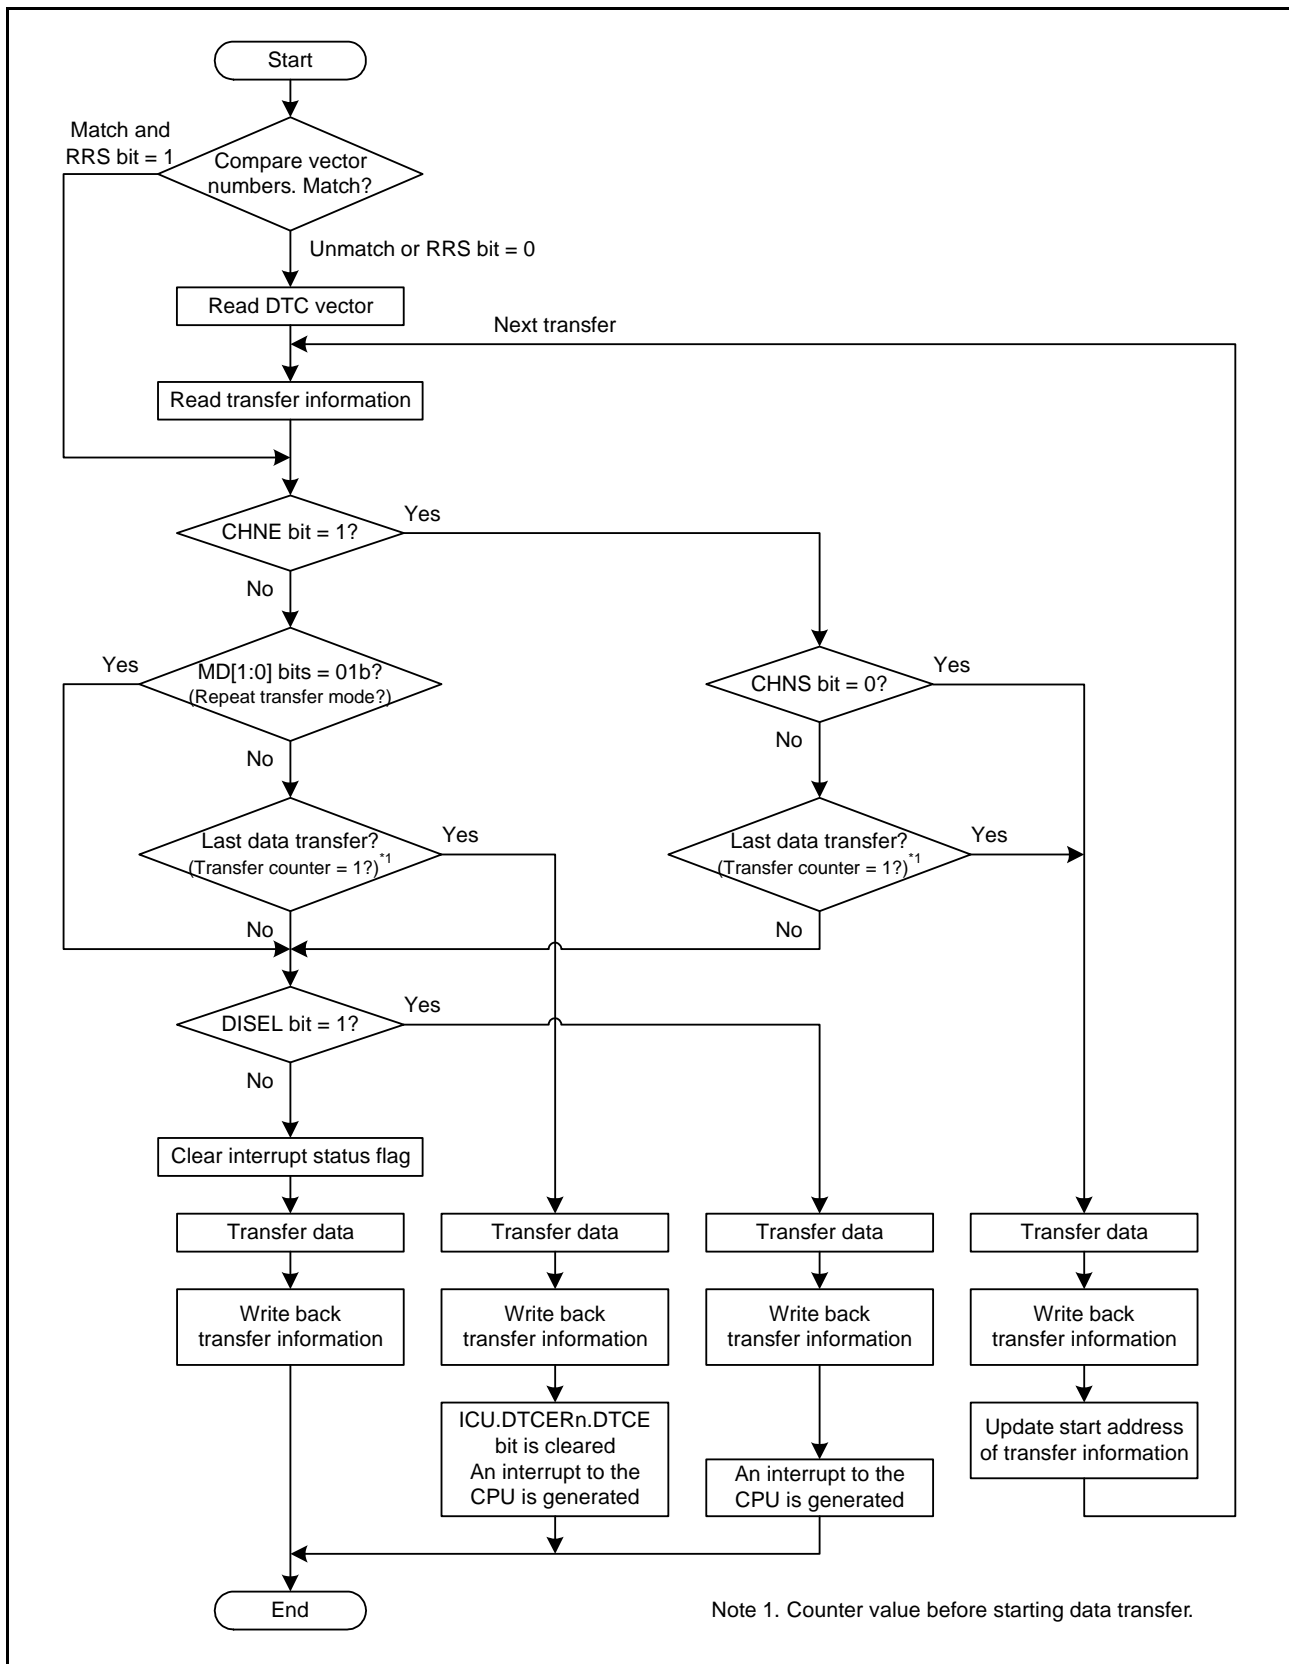 Start
Match and
RRS bit = 1
Compare vector
numbers. Match?
Unmatch or RRS bit = 0
Read DTC vector
Next transfer
Read transfer information
CHNE bit = 1?
Yes
No
Yes
MD[1:0] bits = 01b?
(Repeat transfer mode?)
CHNS bit = 0?
Yes
No
No
Last data transfer?
(Transfer counter = 1?)*1
Yes
Last data transfer?
(Transfer counter = 1?)*1
Yes
No
No
DISEL bit = 1?
Yes
No
Clear interrupt status flag
Transfer data
Transfer data
Transfer data
Transfer data
Write back
transfer information
Write back
transfer information
Write back
transfer information
Write back
transfer information
ICU.DTCERn.DTCE
bit is cleared
An interrupt to the
CPU is generated
An interrupt to the
CPU is generated
Update start address
of transfer information
End
Note 1. Counter value before starting data transfer.